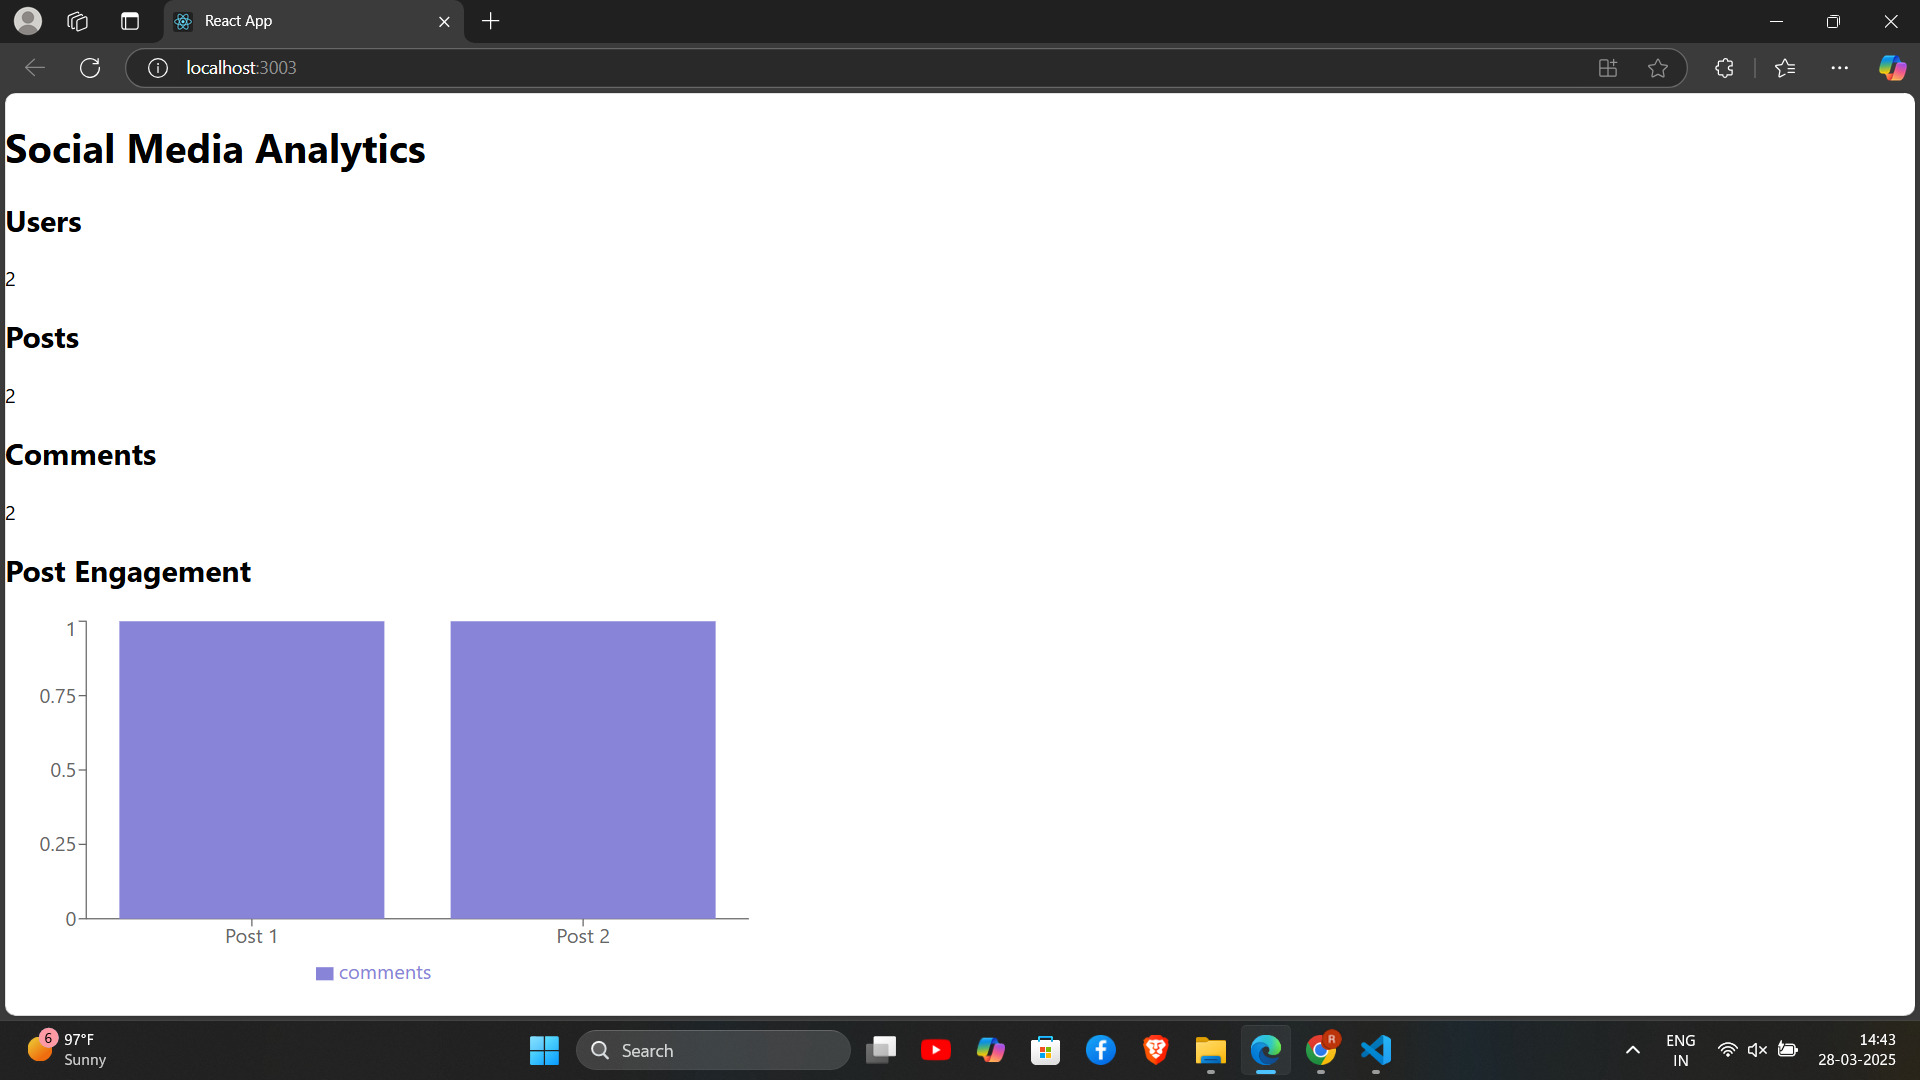 React App
localhost:3003
Social Media Analytics
Users
2
Posts
2
Comments
2
Post Engagement
1
0.75
0.5
0.25
0
Post 1 Post 2
comments
6
97°F
Sunny
Search
R
ENG
IN
14:43
28-03-2025